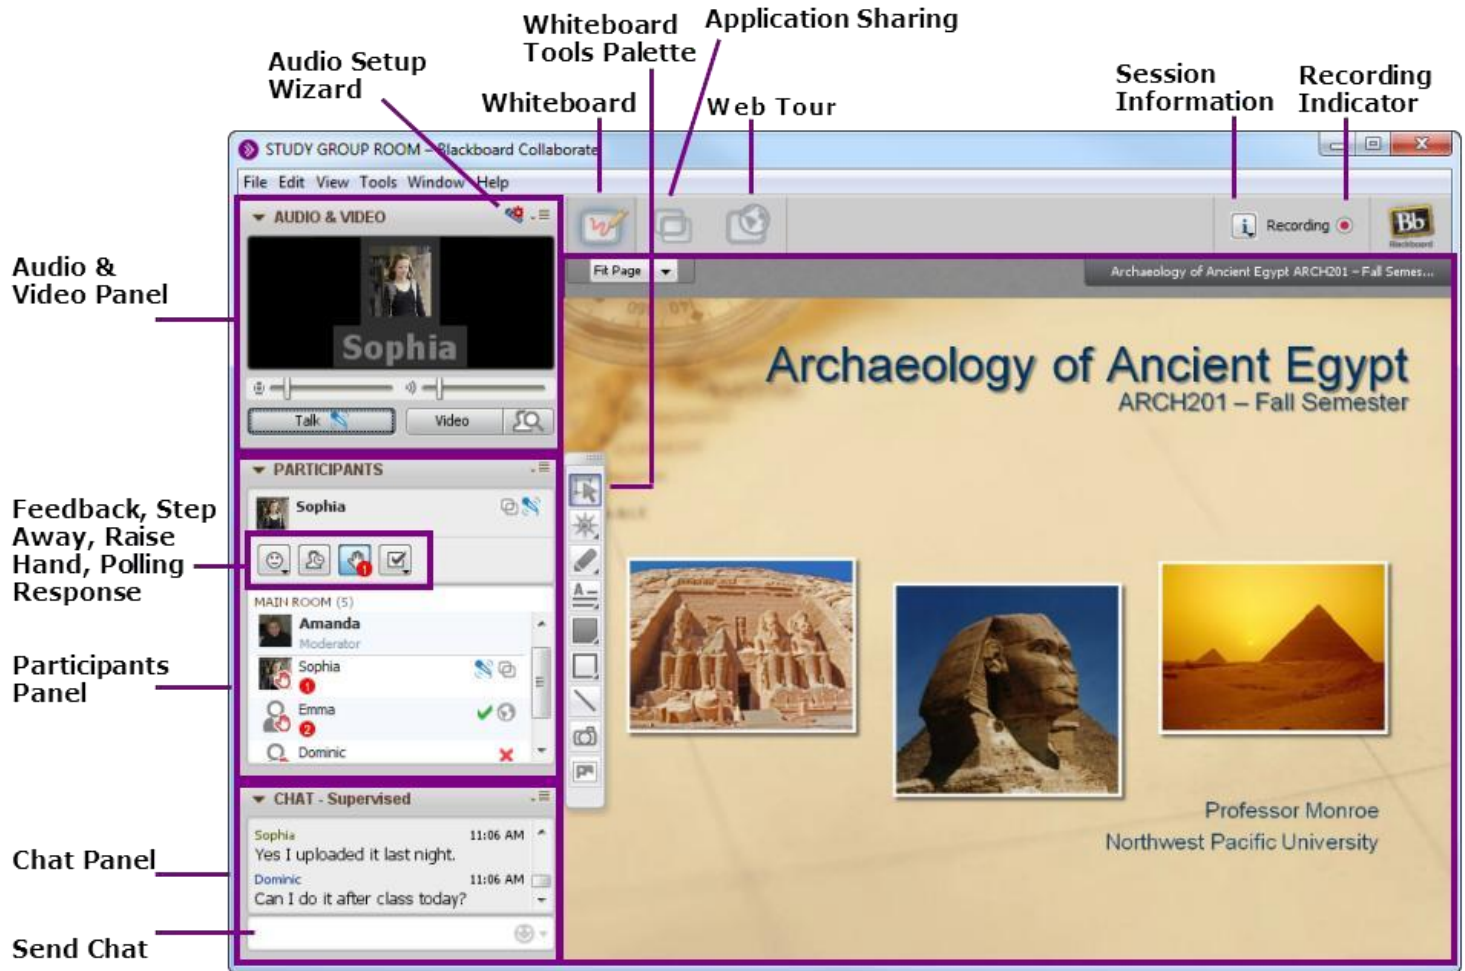 Whiteboard
Tools Palette
Application Sharing
Audio Setup
Wizard
Whiteboard
Web Tour
Session
Information
Recording
Indicator
STUDY GROUP ROOM – Blackboard Collaborate
File Edit View Tools Window Help
AUDIO & VIDEO
Recording
Bb
Blackboard
Audio &
Video Panel
Fit Page
Archaeology of Ancient Egypt ARCH201 – Fall Semes...
Sophia
Archaeology of Ancient Egypt
ARCH201 – Fall Semester
Talk
Video
PARTICIPANTS
Sophia
Feedback, Step
Away, Raise
Hand, Polling
Response
1
MAIN ROOM (5)
Amanda
Moderator
Participants
Panel
Sophia
1
Emma
2
Dominic
CHAT - Supervised
Sophia 11:06 AM
Yes I uploaded it last night.
Dominic 11:06 AM
Can I do it after class today?
Chat Panel
Send Chat
Professor Monroe
Northwest Pacific University